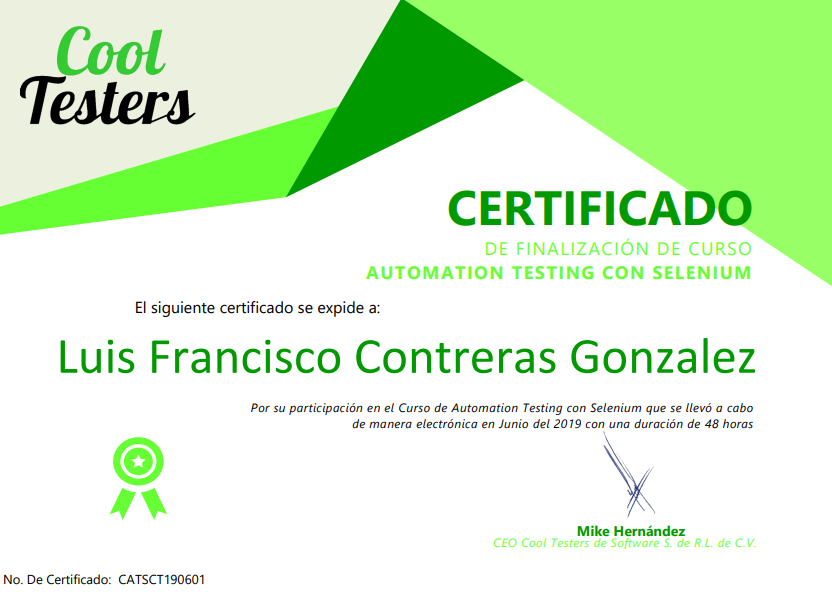 Cool
Testers
CERTIFICADO
DE FINALIZACIÓN DE CURSO
AUTOMATION TESTING CON SELENIUM
El siguiente certificado se expide a:
Luis Francisco Contreras Gonzalez
Por su participación en el Curso de Automation Testing con Selenium que se llevó a cabo
de manera electrónica en Junio del 2019 con una duración de 48 horas
Mike Hernández
CEO Cool Testers de Software S. de R.L. de C.V.
No. De Certificado: CATSCT190601